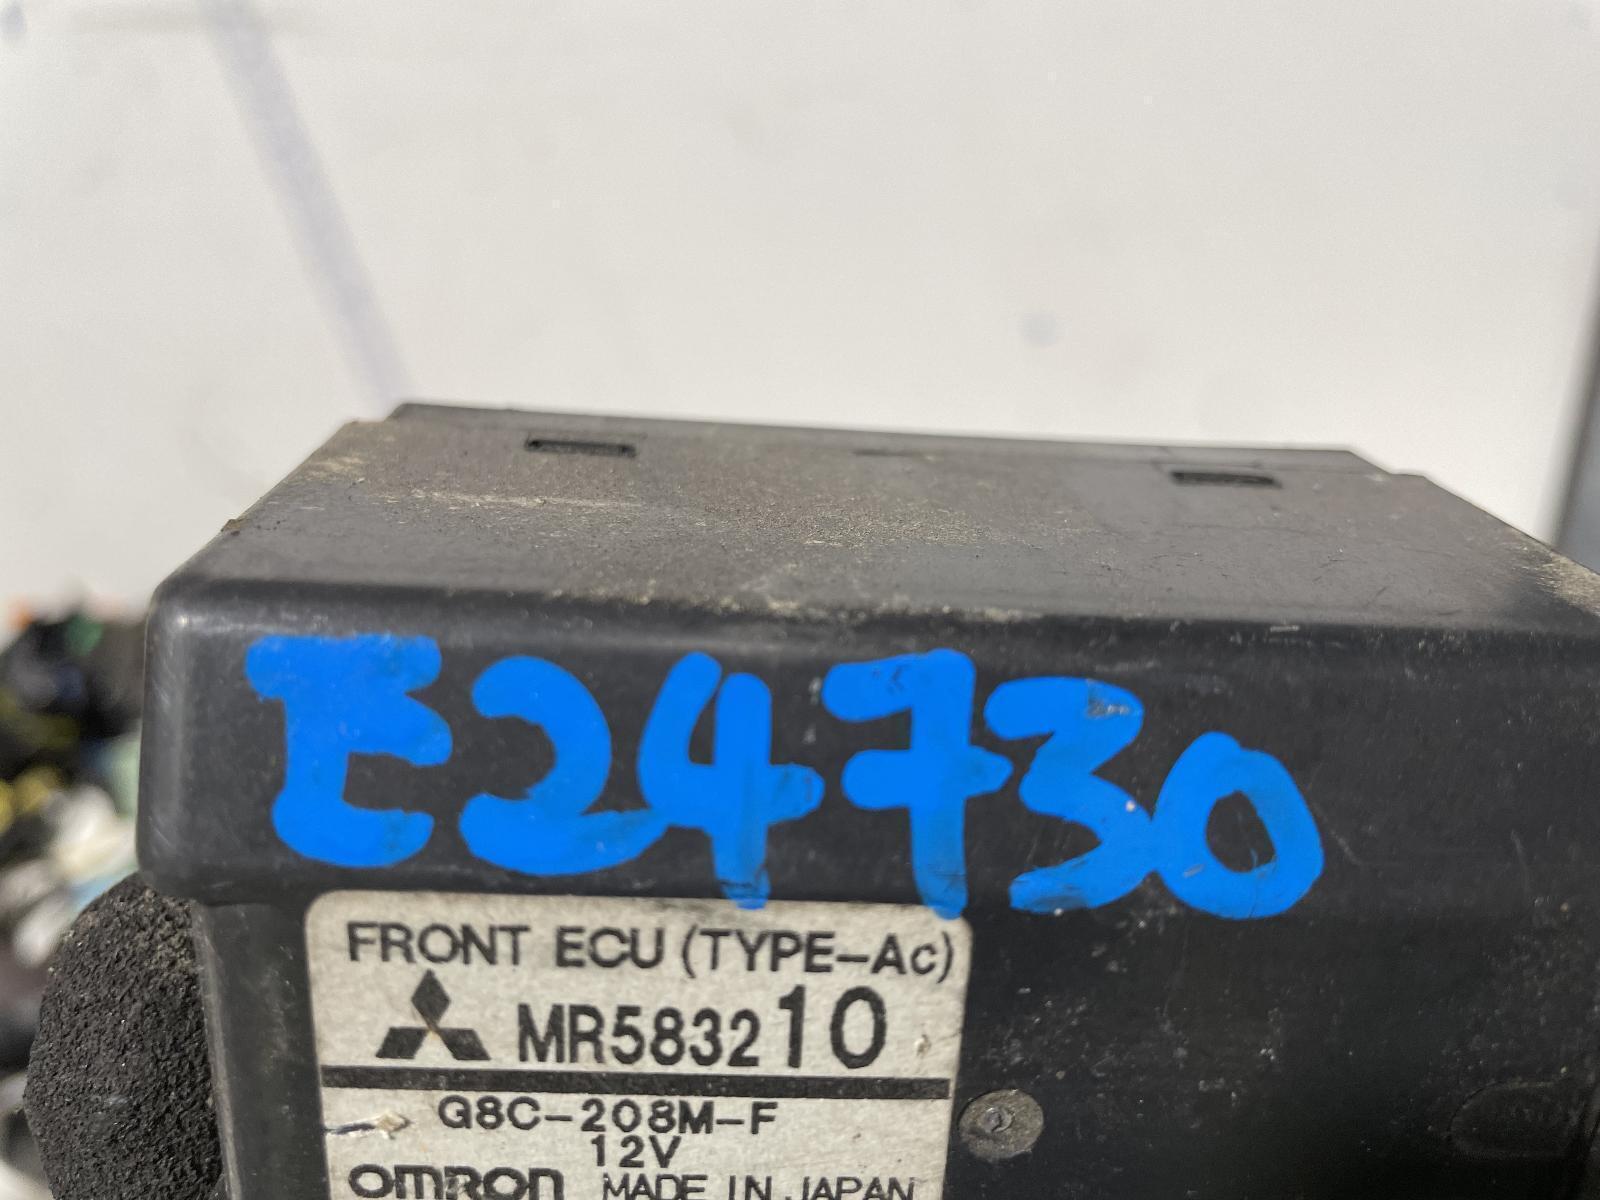 E24730
FRONT ECU (TYPE-Ac)
MR583210
G8C-208M-F
12V
OMRON MADE IN JAPAN